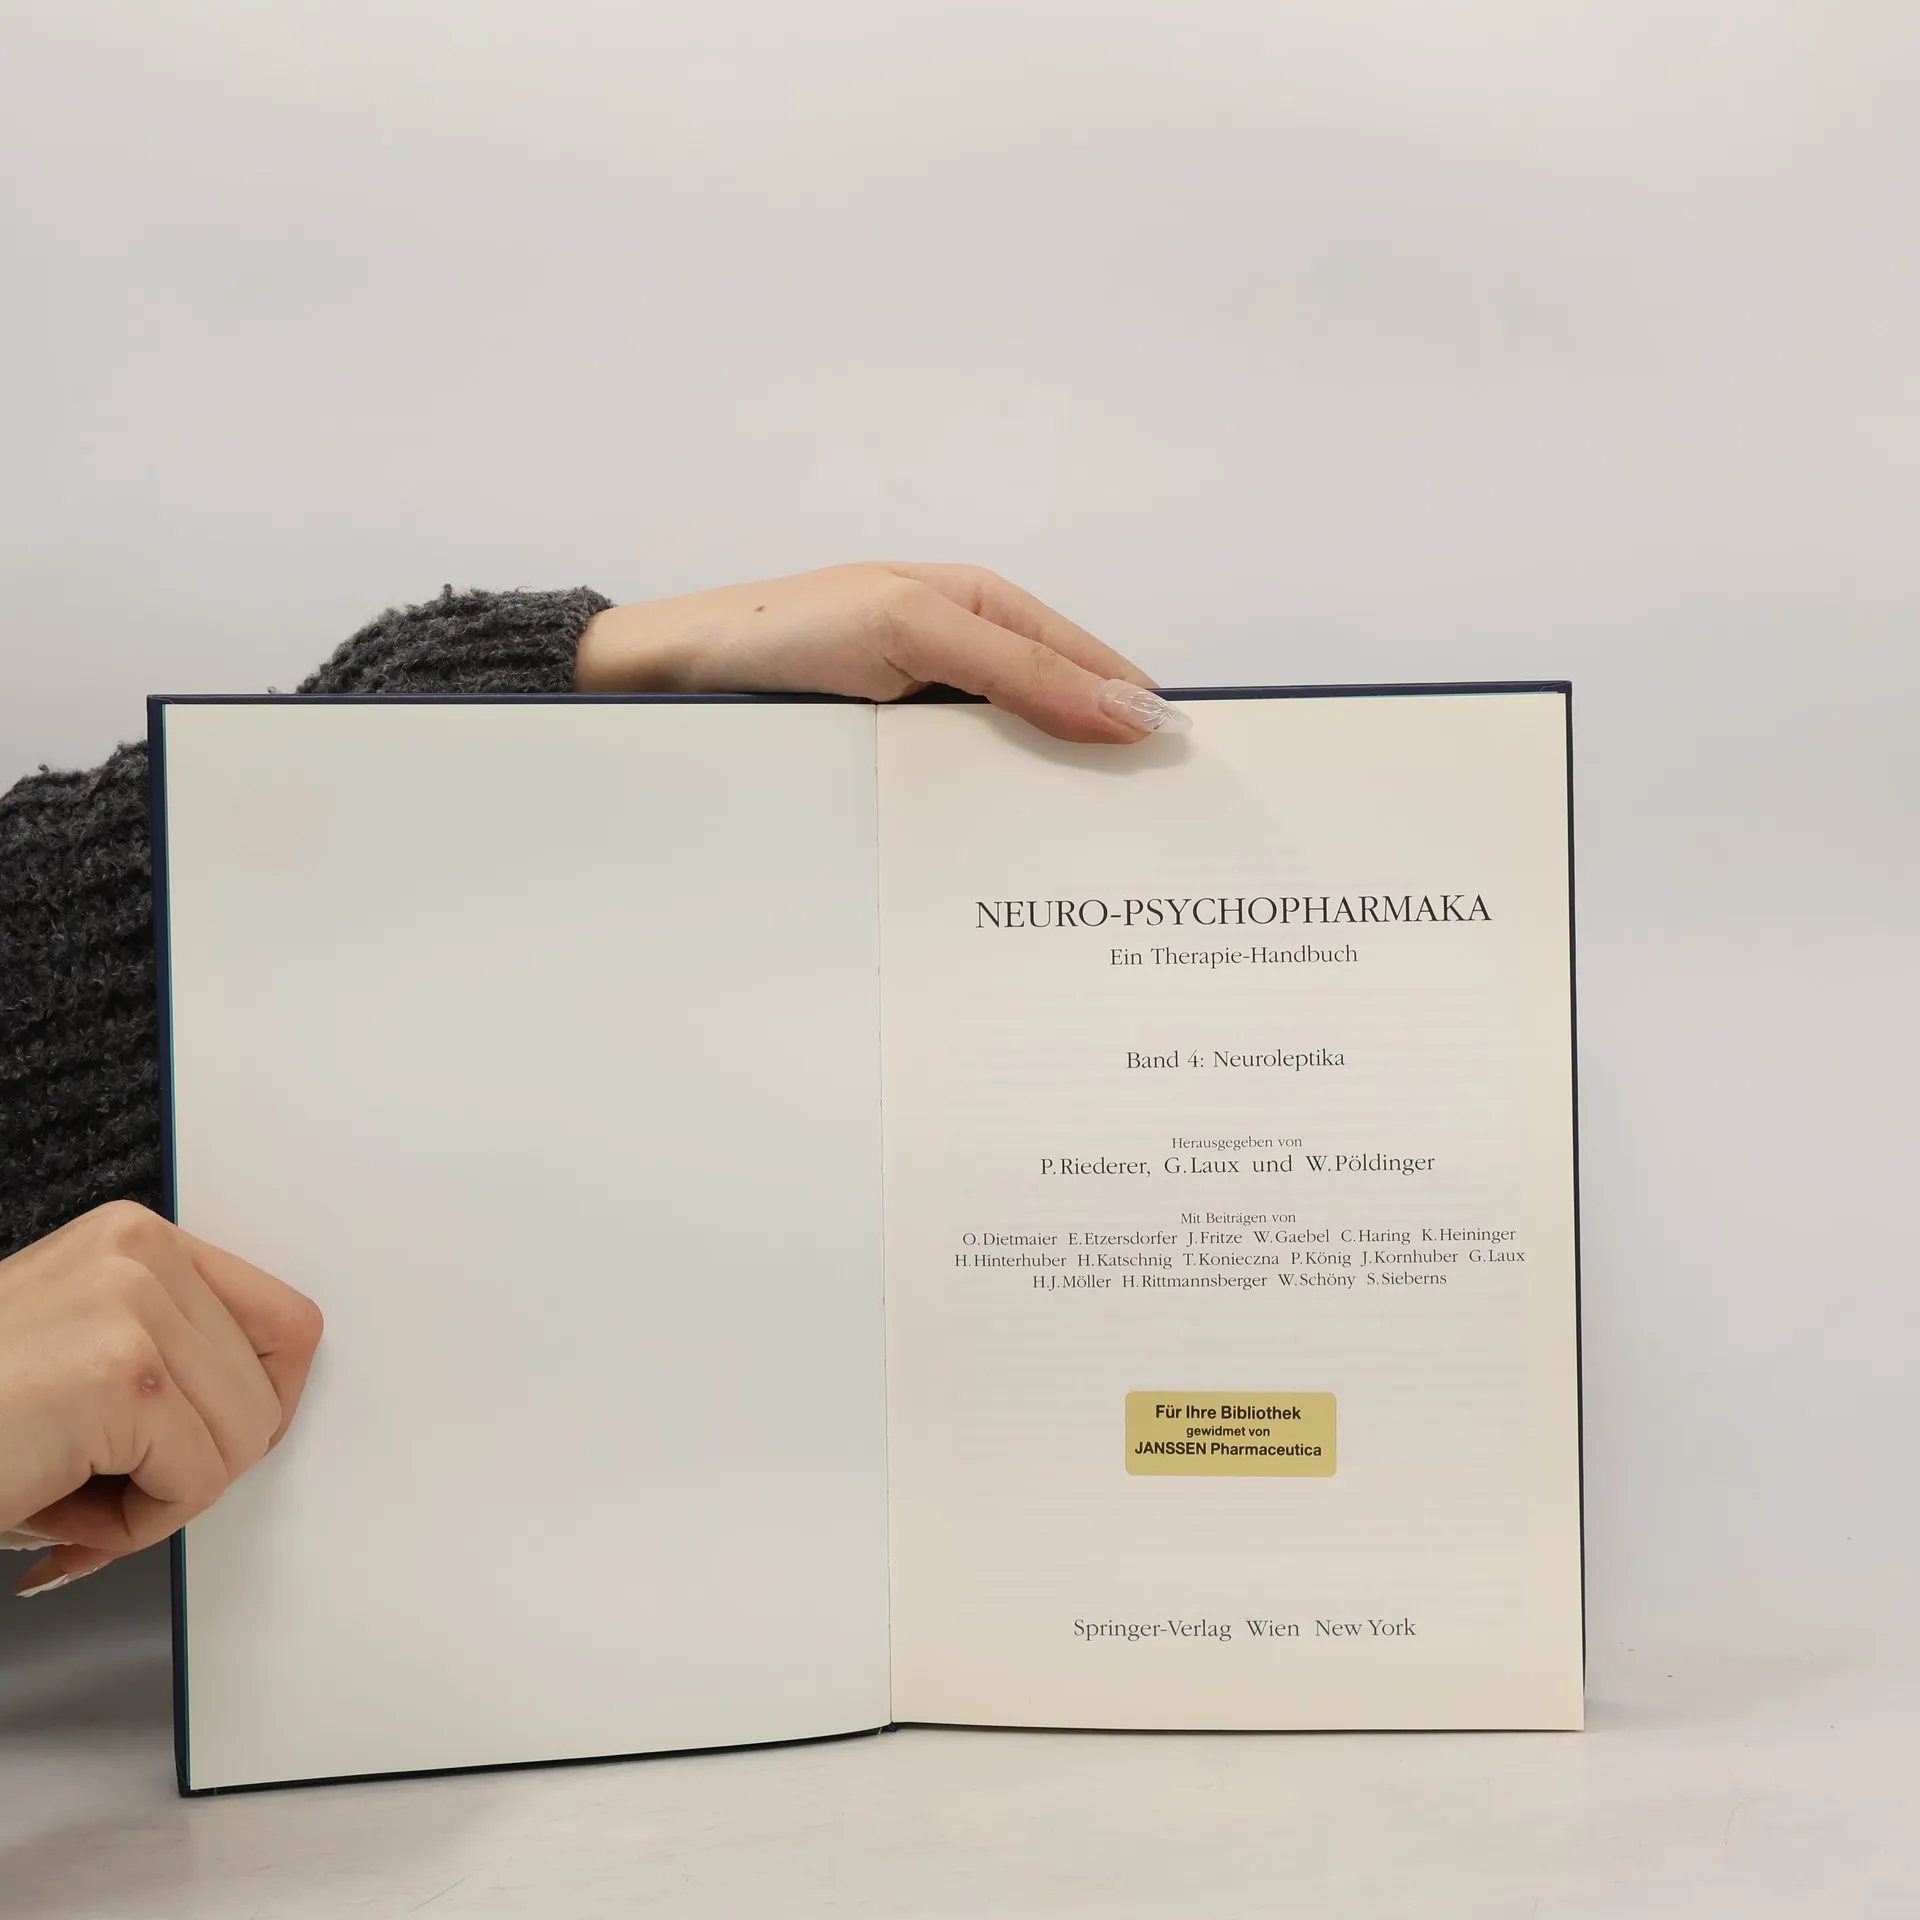 NEURO-PSYCHOPHARMAKA
Ein Therapie-Handbuch
Band 4: Neuroleptika
Herausgegeben von
P. Riederer, G. Laux und W. Pöldinger
Mit Beiträgen von
O. Dietmaier E. Etzersdorfer J. Fritze W. Gaebel C. Haring K. Heininger
H. Hinterhuber H. Katschnig T. Konieczna P. König J. Kornhuber G. Laux
H.J. Möller H. Rittmannsberger W. Schöny S. Sieberns
Für Ihre Bibliothek
gewidmet von
JANSSEN Pharmaceutica
Springer-Verlag Wien New York